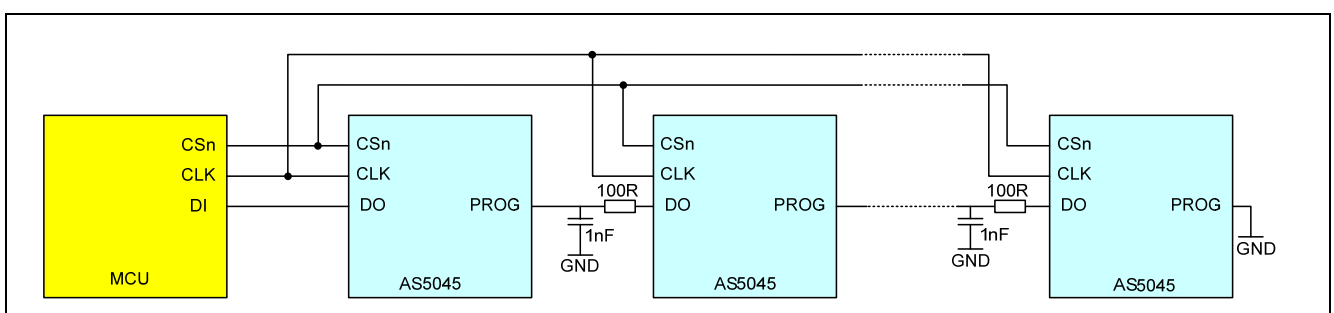 CSn
CLK
DI
MCU
CSn
CLK
DO
PROG
AS5045
100R
1nF
GND
CSn
CLK
DO
PROG
AS5045
100R
1nF
GND
CSn
CLK
DO
PROG
AS5045
GND